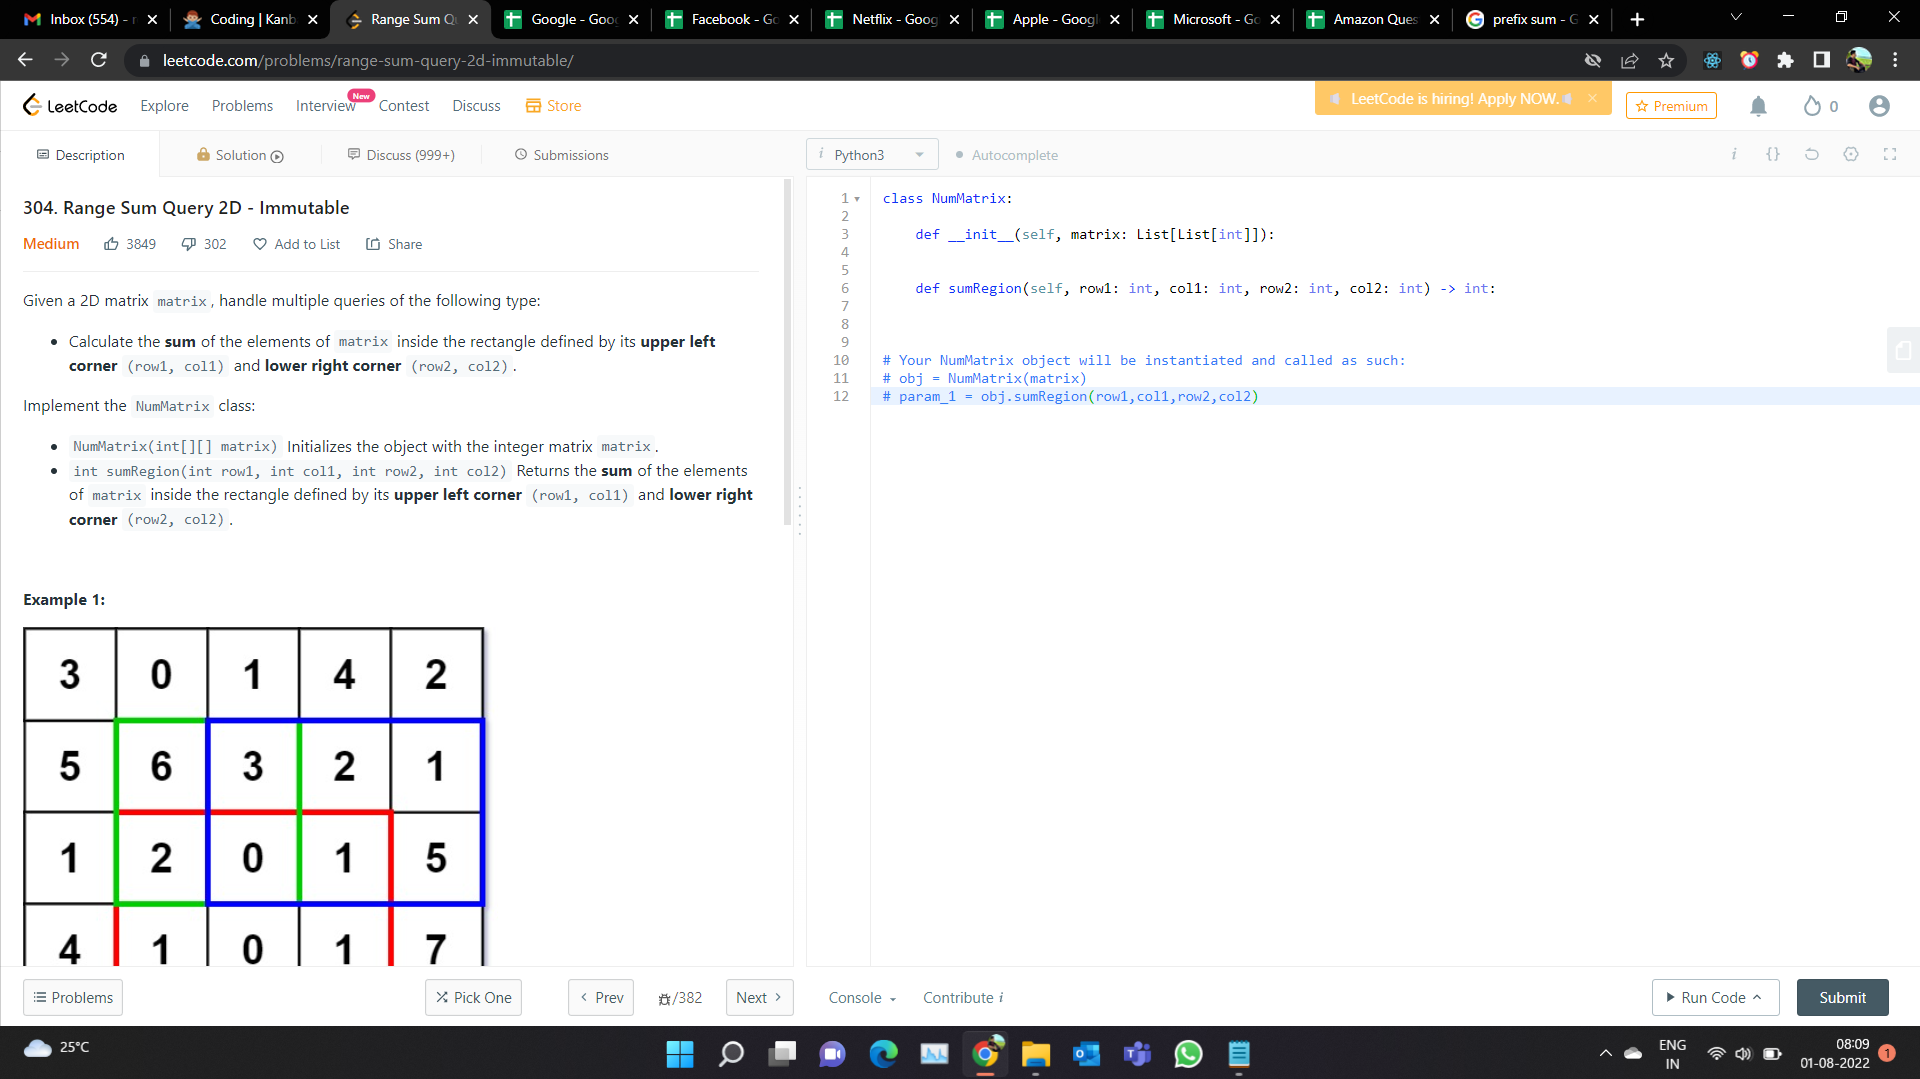 Inbox (554) - r
Coding | Kanb
Range Sum Qu
Google - Goog
Facebook - Go
Netflix - Goog
Apple - Googl
Microsoft - Go
Amazon Ques
prefix sum - G
leetcode.com/problems/range-sum-query-2d-immutable/
LeetCode
Explore
Problems
Interview
New
Contest
Discuss
Store
LeetCode is hiring! Apply NOW.
Premium
0
Description
Solution
Discuss (999+)
Submissions
i Python3
Autocomplete
i
{}
304. Range Sum Query 2D - Immutable
Medium
3849
302
Add to List
Share
Given a 2D matrix matrix, handle multiple queries of the following type:
• Calculate the sum of the elements of matrix inside the rectangle defined by its upper left
corner (row1, col1) and lower right corner (row2, col2).
Implement the NumMatrix class:
• NumMatrix(int[][] matrix) Initializes the object with the integer matrix matrix.
• int sumRegion(int row1, int col1, int row2, int col2) Returns the sum of the elements
of matrix inside the rectangle defined by its upper left corner (row1, col1) and lower right
corner (row2, col2).
Example 1:
3 0 1 4 2
5 6 3 2 1
1 2 0 1 5
4 1 0 1 7
1 class NumMatrix:
2
3 def __init__(self, matrix: List[List[int]]):
4
5
6 def sumRegion(self, row1: int, col1: int, row2: int, col2: int) -> int:
7
8
9
10 # Your NumMatrix object will be instantiated and called as such:
11 # obj = NumMatrix(matrix)
12 # param_1 = obj.sumRegion(row1,col1,row2,col2)
Problems
Pick One
Prev
/382
Next
Console
Contribute i
Run Code
Submit
25°C
ENG
IN
08:09
01-08-2022
1